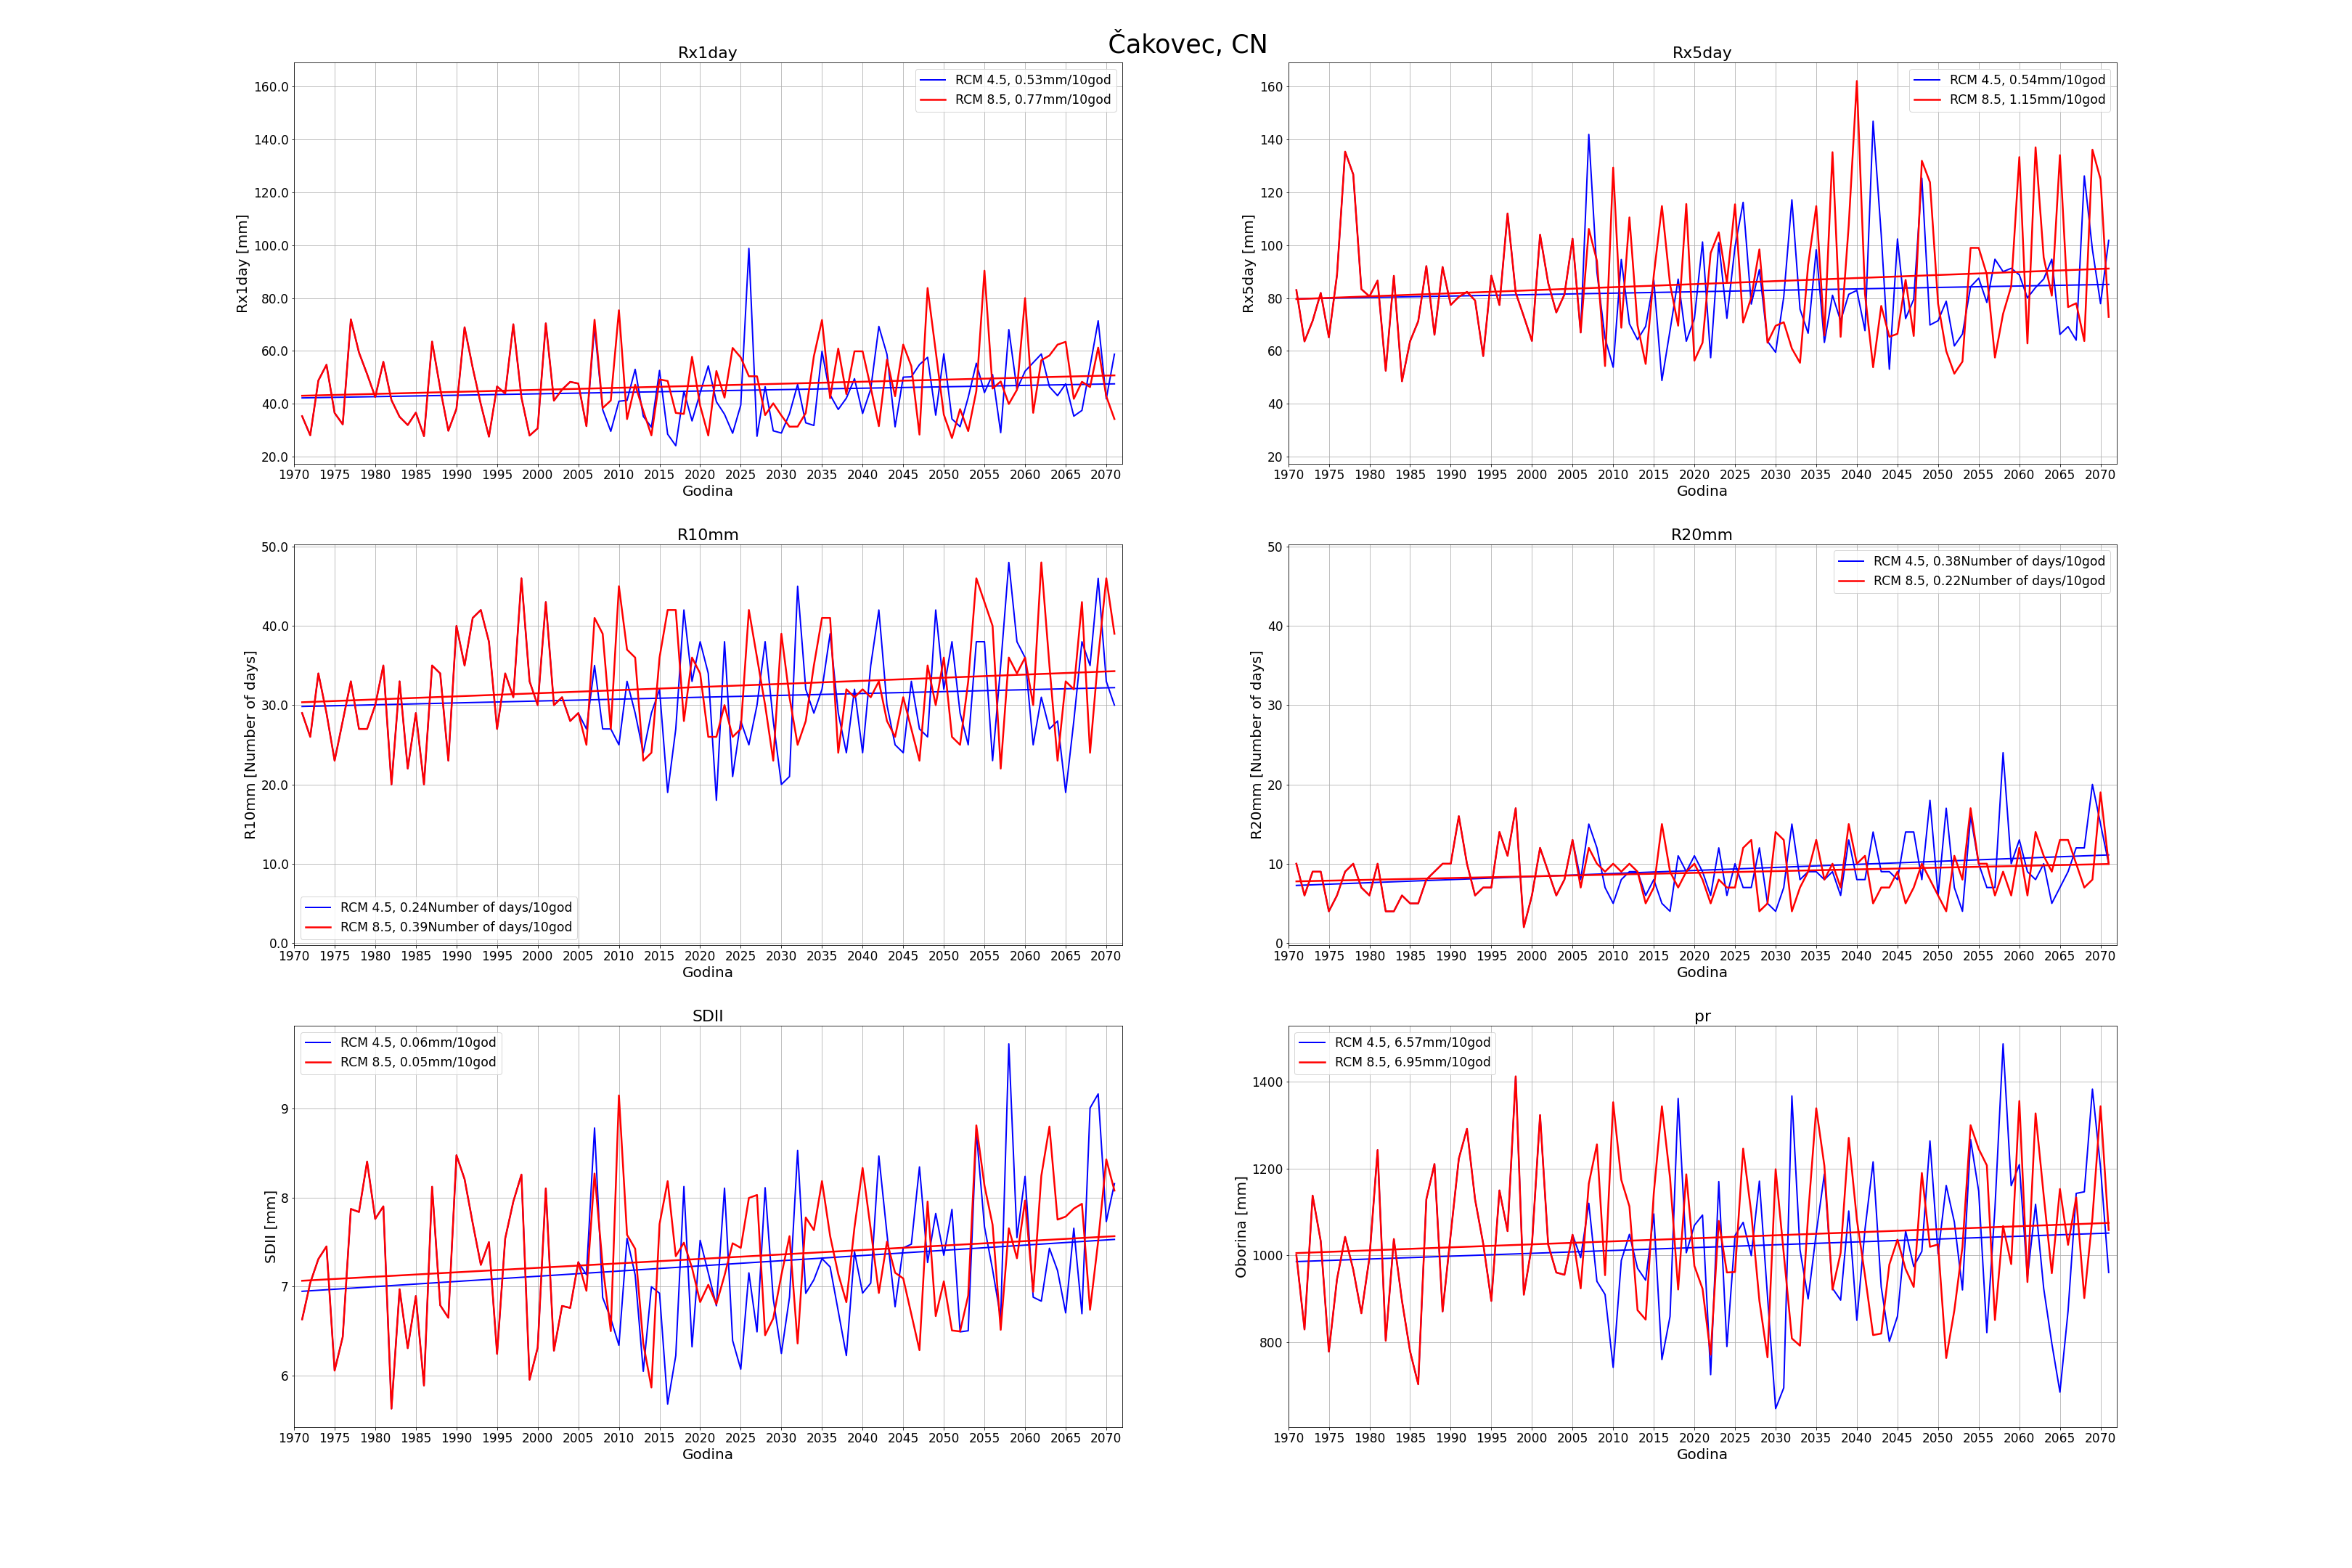 Čakovec, CN
Rx1day
RCM 4.5, 0.53mm/10god
RCM 8.5, 0.77mm/10god
Rx1day [mm]
160.0
140.0
120.0
100.0
80.0
60.0
40.0
20.0
1970 1975 1980 1985 1990 1995 2000 2005 2010 2015 2020 2025 2030 2035 2040 2045 2050 2055 2060 2065 2070
Godina
Rx5day
RCM 4.5, 0.54mm/10god
RCM 8.5, 1.15mm/10god
Rx5day [mm]
160
140
120
100
80
60
40
20
1970 1975 1980 1985 1990 1995 2000 2005 2010 2015 2020 2025 2030 2035 2040 2045 2050 2055 2060 2065 2070
Godina
R10mm
R10mm [Number of days]
50.0
40.0
30.0
20.0
10.0
0.0
RCM 4.5, 0.24Number of days/10god
RCM 8.5, 0.39Number of days/10god
1970 1975 1980 1985 1990 1995 2000 2005 2010 2015 2020 2025 2030 2035 2040 2045 2050 2055 2060 2065 2070
Godina
R20mm
RCM 4.5, 0.38Number of days/10god
RCM 8.5, 0.22Number of days/10god
R20mm [Number of days]
50
40
30
20
10
0
1970 1975 1980 1985 1990 1995 2000 2005 2010 2015 2020 2025 2030 2035 2040 2045 2050 2055 2060 2065 2070
Godina
SDII
RCM 4.5, 0.06mm/10god
RCM 8.5, 0.05mm/10god
SDII [mm]
9
8
7
6
1970 1975 1980 1985 1990 1995 2000 2005 2010 2015 2020 2025 2030 2035 2040 2045 2050 2055 2060 2065 2070
Godina
pr
RCM 4.5, 6.57mm/10god
RCM 8.5, 6.95mm/10god
Oborina [mm]
1400
1200
1000
800
1970 1975 1980 1985 1990 1995 2000 2005 2010 2015 2020 2025 2030 2035 2040 2045 2050 2055 2060 2065 2070
Godina